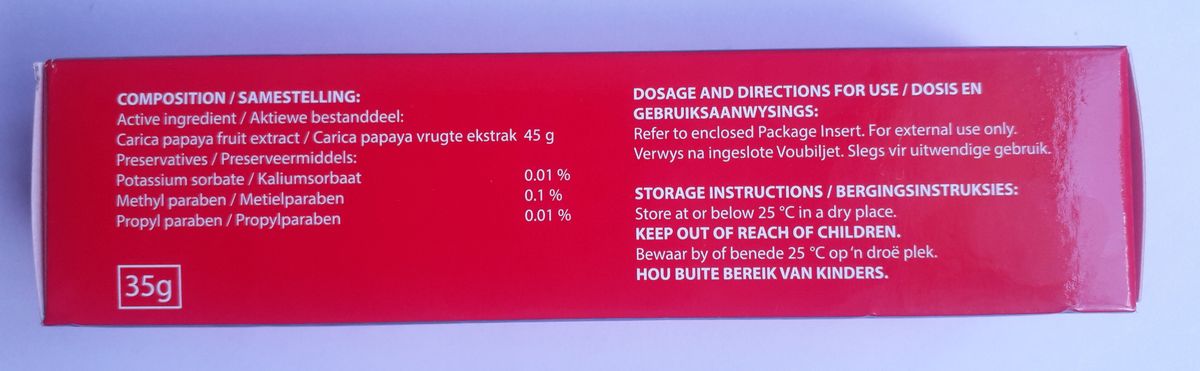 COMPOSITION / SAMESTELLING:
Active ingredient / Aktiewe bestanddeel:
Carica papaya fruit extract / Carica papaya vrugte ekstrak 45 g
Preservatives / Preserveermiddels:
Potassium sorbate / Kaliumsorbaat 0.01 %
Methyl paraben / Metielparaben 0.1 %
Propyl paraben / Propylparaben 0.01 %
35g
DOSAGE AND DIRECTIONS FOR USE / DOSIS EN
GEBRUIKSAANWYSINGS:
Refer to enclosed Package Insert. For external use only.
Verwys na ingeslote Voubiljet. Slegs vir uitwendige gebruik.
STORAGE INSTRUCTIONS / BERGINGSINSTRUKSIES:
Store at or below 25 °C in a dry place.
KEEP OUT OF REACH OF CHILDREN.
Bewaar by of benede 25 °C op 'n droë plek.
HOU BUITE BEREIK VAN KINDERS.